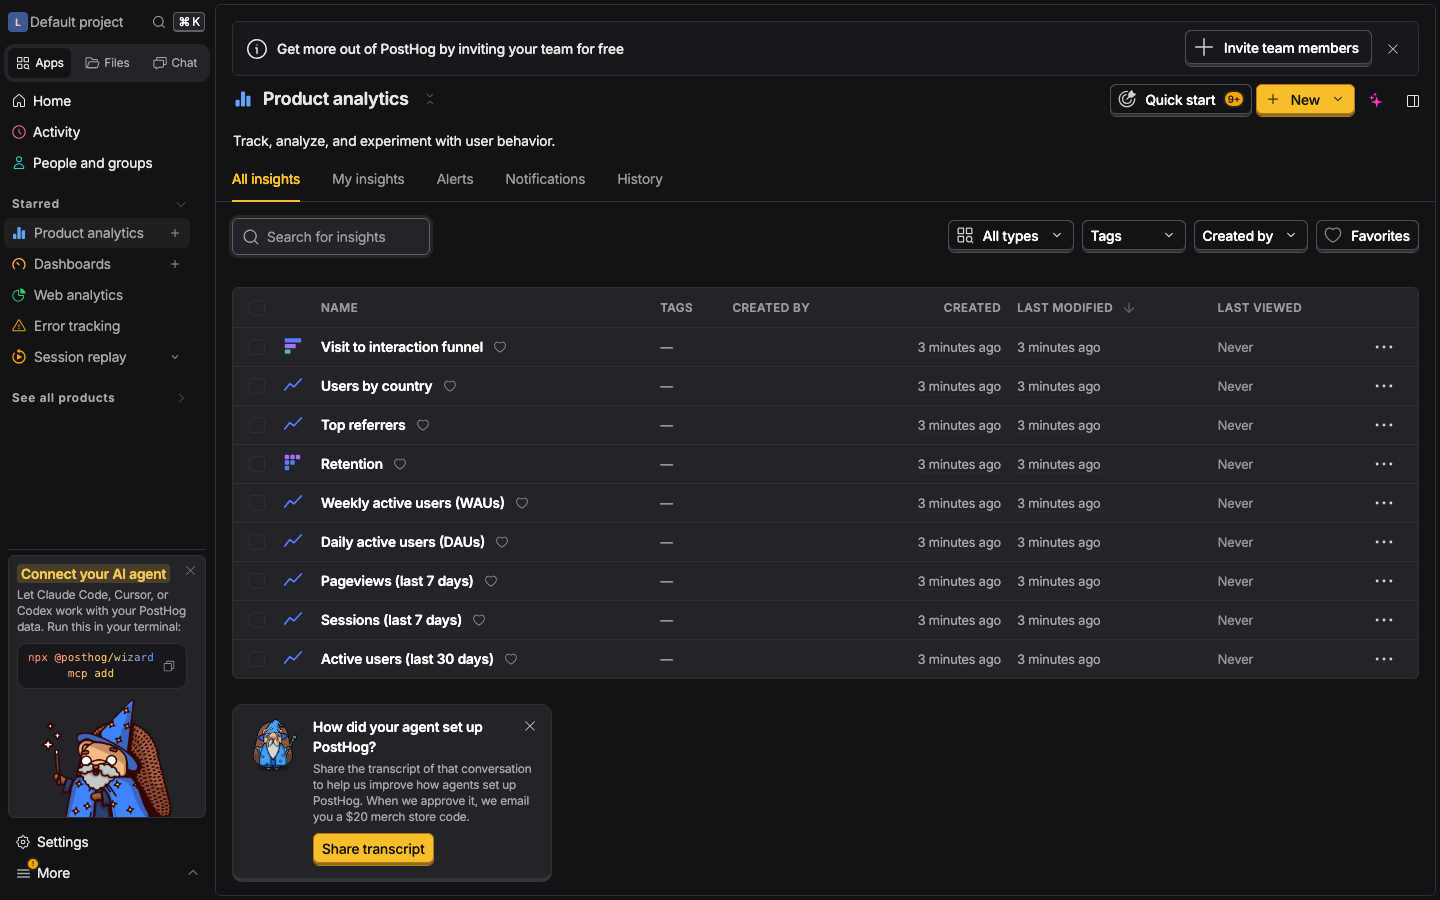 L Default project ⌘ K
Apps Files Chat
Home
Activity
People and groups
Starred
Product analytics
Dashboards
Web analytics
Error tracking
Session replay
See all products
Connect your AI agent
Let Claude Code, Cursor, or
Codex work with your PostHog
data. Run this in your terminal:
npx @posthog/wizard
mcp add
Settings
More
Get more out of PostHog by inviting your team for free
Invite team members
Product analytics
Quick start 9+
New
Track, analyze, and experiment with user behavior.
All insights My insights Alerts Notifications History
Search for insights
All types Tags Created by Favorites
NAME TAGS CREATED BY CREATED LAST MODIFIED LAST VIEWED
Visit to interaction funnel — 3 minutes ago 3 minutes ago Never
Users by country — 3 minutes ago 3 minutes ago Never
Top referrers — 3 minutes ago 3 minutes ago Never
Retention — 3 minutes ago 3 minutes ago Never
Weekly active users (WAUs) — 3 minutes ago 3 minutes ago Never
Daily active users (DAUs) — 3 minutes ago 3 minutes ago Never
Pageviews (last 7 days) — 3 minutes ago 3 minutes ago Never
Sessions (last 7 days) — 3 minutes ago 3 minutes ago Never
Active users (last 30 days) — 3 minutes ago 3 minutes ago Never
How did your agent set up
PostHog?
Share the transcript of that conversation
to help us improve how agents set up
PostHog. When we approve it, we email
you a $20 merch store code.
Share transcript